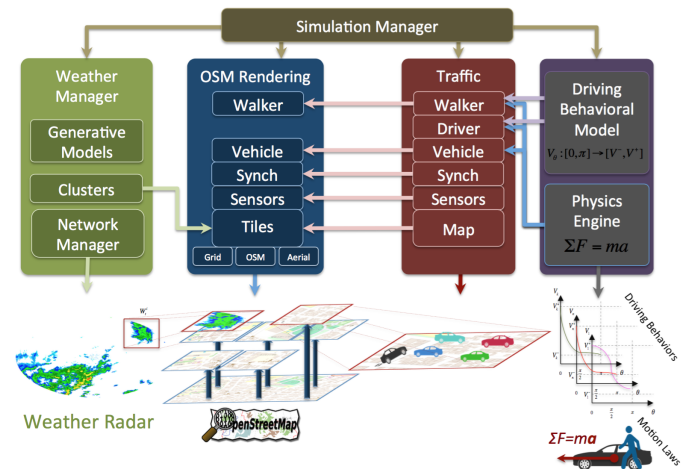 Simulation Manager
Weather
Manager
Generative
Models
Clusters
Network
Manager
OSM Rendering
Walker
Vehicle
Synch
Sensors
Tiles
Grid
OSM
Aerial
Traffic
Walker
Driver
Vehicle
Synch
Sensors
Map
Driving
Behavioral
Model
V_θ : [0, π] → [V⁻, V⁺]
Physics
Engine
ΣF = ma
Weather Radar
OpenStreetMap
Driving Behaviors
Motion Laws
ΣF=ma